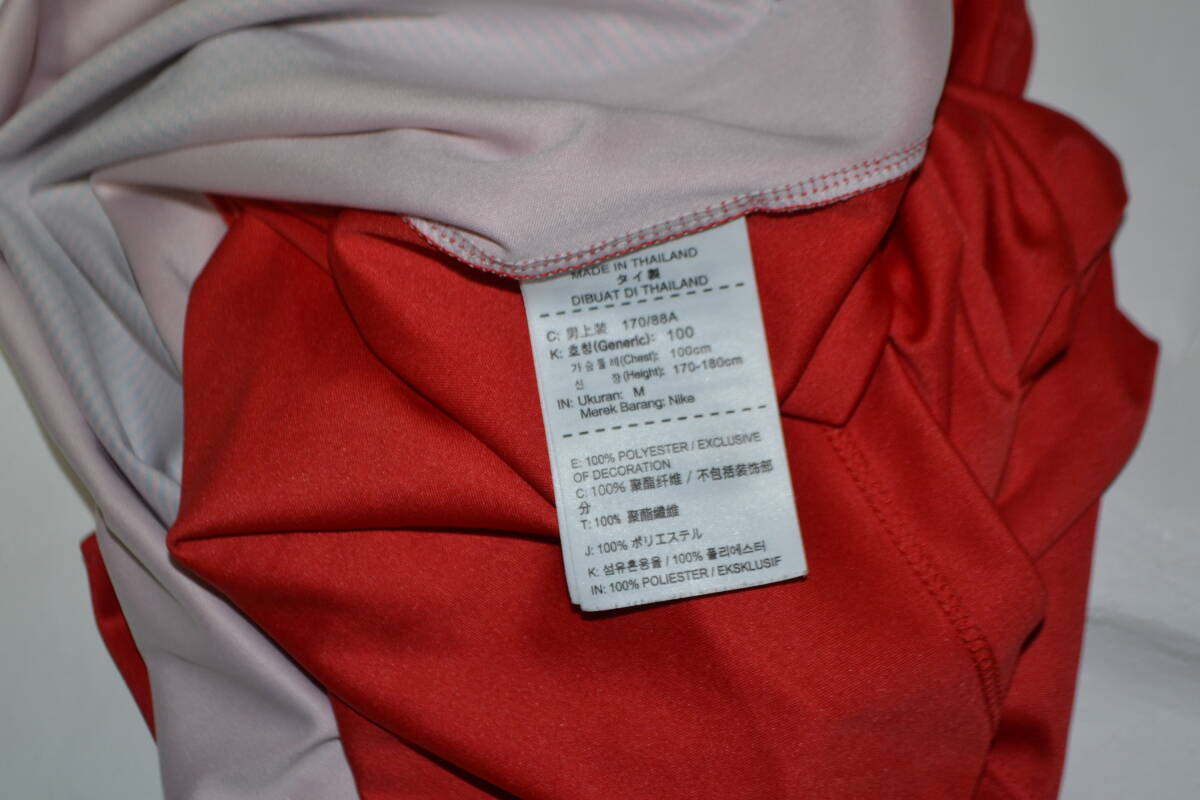 MADE IN THAILAND
タイ製
DIBUAT DI THAILAND
C: 男上装 170/88A
K: 호칭(Generic): 100
가슴둘레(Chest): 100cm
신 장(Height): 170-180cm
IN: Ukuran: M
Merek Barang: Nike
E: 100% POLYESTER / EXCLUSIVE
OF DECORATION
C: 100% 聚酯纤维 / 不包括装饰部
分
T: 100% 聚酯纖維
J: 100% ポリエステル
K: 섬유혼용율 / 100% 폴리에스터
IN: 100% POLIESTER / EKSKLUSIF